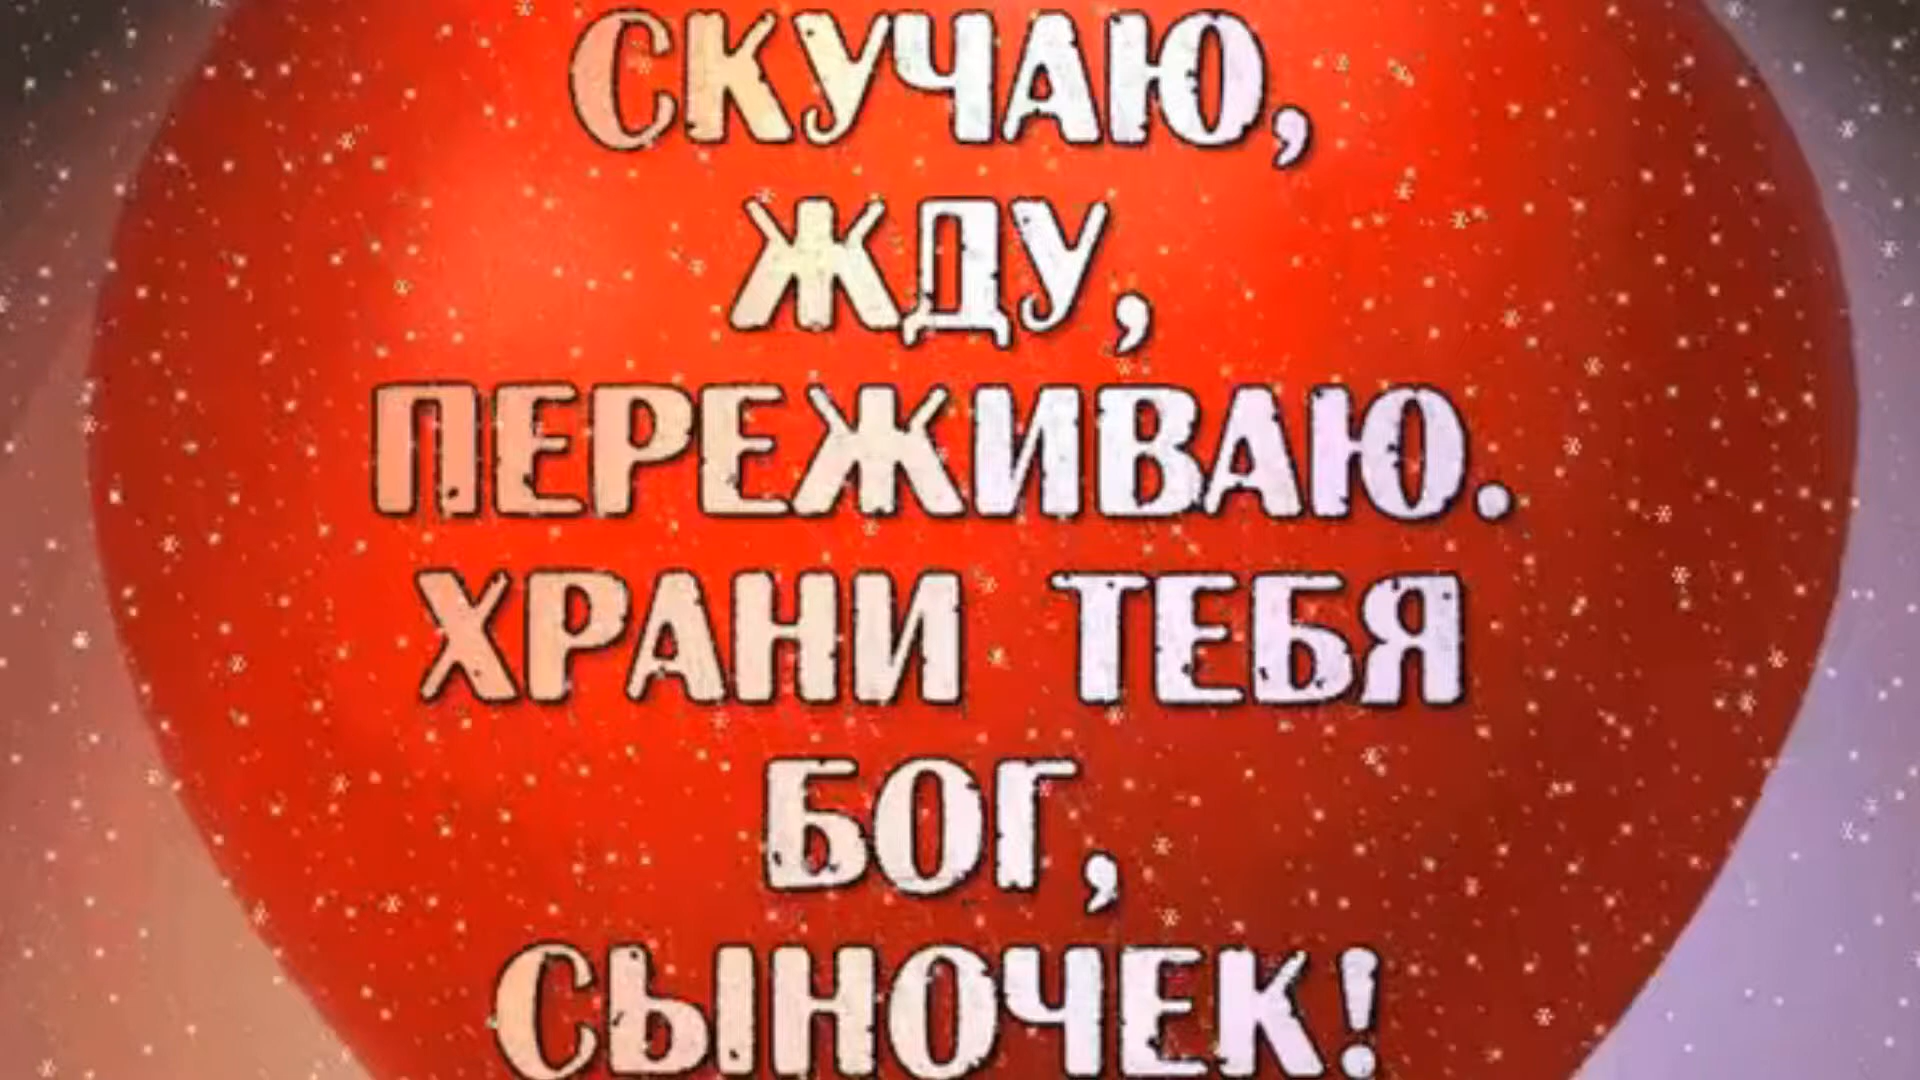 СКУЧАЮ,
ЖДУ,
ПЕРЕЖИВАЮ.
ХРАНИ ТЕБЯ
БОГ,
СЫНОЧЕК!